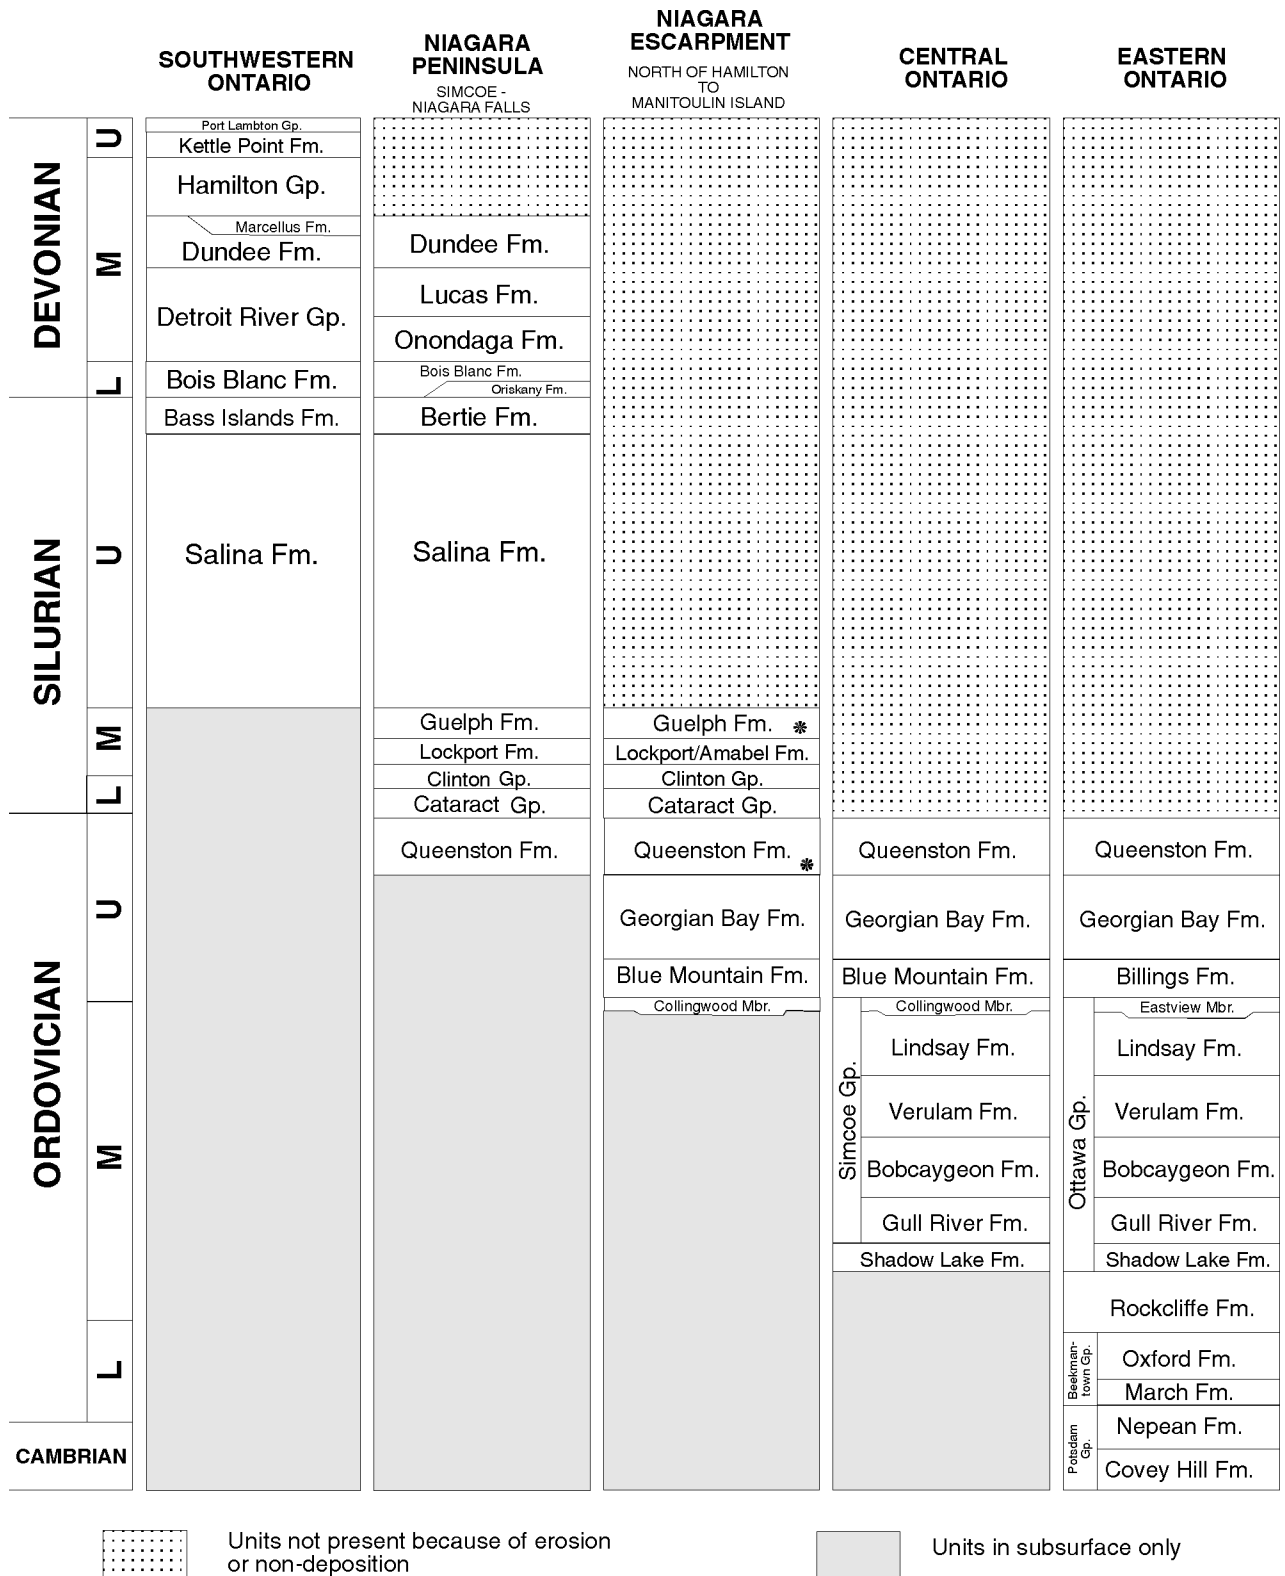 SOUTHWESTERN
ONTARIO
NIAGARA
PENINSULA
SIMCOE -
NIAGARA FALLS
NIAGARA
ESCARPMENT
NORTH OF HAMILTON
TO
MANITOULIN ISLAND
CENTRAL
ONTARIO
EASTERN
ONTARIO
DEVONIAN
U
M
L
SILURIAN
U
M
L
ORDOVICIAN
U
M
L
CAMBRIAN
Port Lambton Gp.
Kettle Point Fm.
Hamilton Gp.
Marcellus Fm.
Dundee Fm.
Detroit River Gp.
Bois Blanc Fm.
Bass Islands Fm.
Salina Fm.
Dundee Fm.
Lucas Fm.
Onondaga Fm.
Bois Blanc Fm.
Oriskany Fm.
Bertie Fm.
Salina Fm.
Guelph Fm.
Lockport Fm.
Clinton Gp.
Cataract Gp.
Queenston Fm.
Guelph Fm. *
Lockport/Amabel Fm.
Clinton Gp.
Cataract Gp.
Queenston Fm. *
Georgian Bay Fm.
Blue Mountain Fm.
Collingwood Mbr.
Queenston Fm.
Georgian Bay Fm.
Blue Mountain Fm.
Simcoe Gp.
Collingwood Mbr.
Lindsay Fm.
Verulam Fm.
Bobcaygeon Fm.
Gull River Fm.
Shadow Lake Fm.
Queenston Fm.
Georgian Bay Fm.
Billings Fm.
Ottawa Gp.
Eastview Mbr.
Lindsay Fm.
Verulam Fm.
Bobcaygeon Fm.
Gull River Fm.
Shadow Lake Fm.
Rockcliffe Fm.
Beekman-
town Gp.
Oxford Fm.
March Fm.
Potsdam
Gp.
Nepean Fm.
Covey Hill Fm.
Units not present because of erosion
or non-deposition
Units in subsurface only